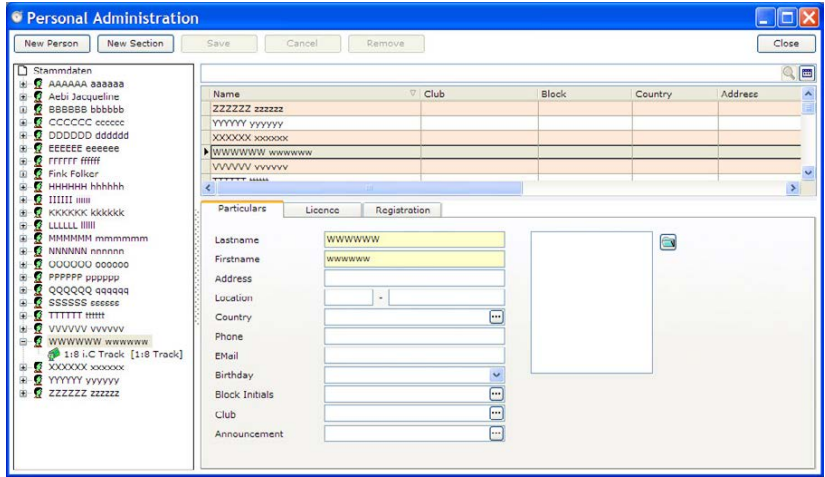 Personal Administration
New Person New Section Save Cancel Remove Close
Stammdaten
AAAAAA aaaaaa
Aebi Jacqueline
BBBBBB bbbbbb
CCCCCC cccccc
DDDDDD dddddd
EEEEEE eeeeee
FFFFFF ffffff
Fink Folker
HHHHHH hhhhhh
IIIIII iiiiii
KKKKKK kkkkkk
LLLLLL llllll
MMMMMM mmmmmm
NNNNNN nnnnnn
OOOOOO oooooo
PPPPPP pppppp
QQQQQQ qqqqqq
SSSSSS ssssss
TTTTTT tttttt
VVVVVV vvvvvv
WWWWWW wwwwww
1:8 i.C Track [1:8 Track]
XXXXXX xxxxxx
YYYYYY yyyyyy
ZZZZZZ zzzzzz
Name Club Block Country Address
ZZZZZZ zzzzzz
YYYYYY yyyyyy
XXXXXX xxxxxx
WWWWWW wwwwww
VVVVVV vvvvvv
TTTTTT tttttt
Particulars Licence Registration
Lastname WWWWWW
Firstname wwwwww
Address
Location -
Country
Phone
EMail
Birthday
Block Initials
Club
Announcement